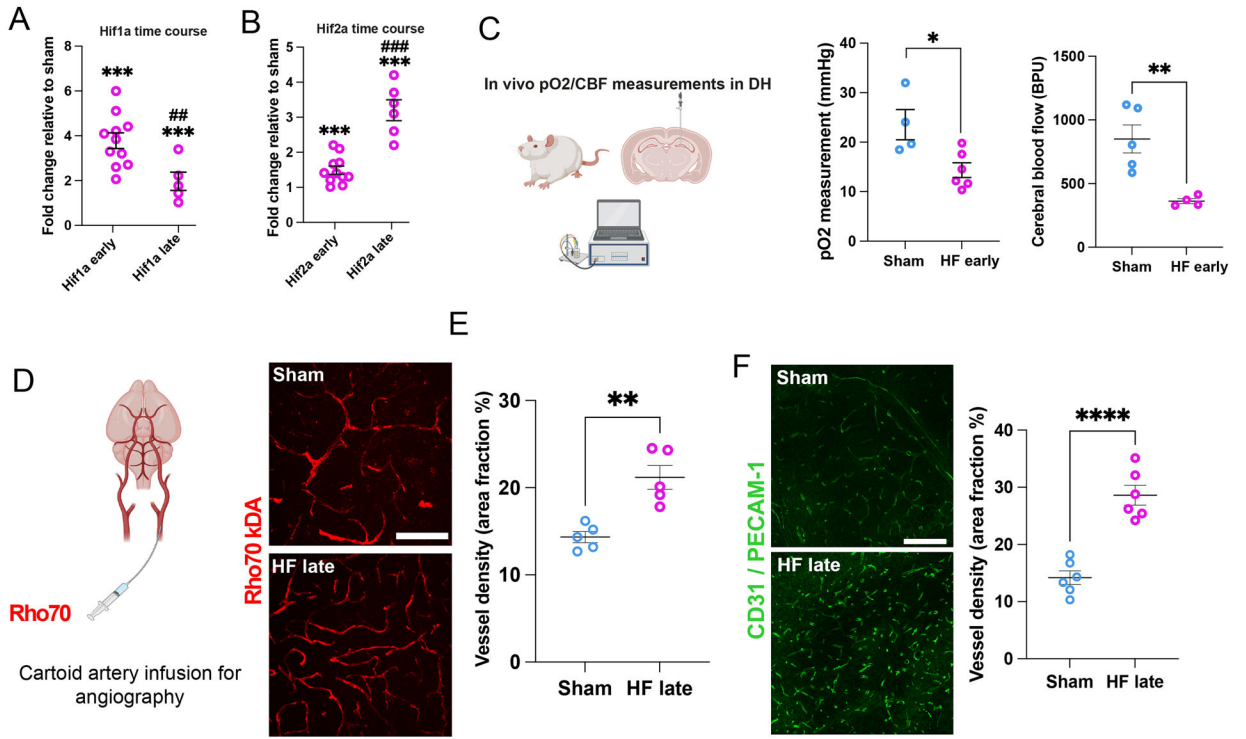 A
Hif1a time course
Fold change relative to sham
8
6
4
2
0
***
##
***
Hif1a early
Hif1a late
B
Hif2a time course
Fold change relative to sham
5
4
3
2
1
0
***
###
***
Hif2a early
Hif2a late
C
In vivo pO2/CBF measurements in DH
pO2 measurement (mmHg)
40
30
20
10
0
*
Sham
HF early
Cerebral blood flow (BPU)
1500
1000
500
0
**
Sham
HF early
D
Rho70
Cartoid artery infusion for
angiography
Rho70 kDA
Sham
HF late
E
Vessel density (area fraction %)
30
20
10
0
**
Sham
HF late
F
CD31 / PECAM-1
Sham
HF late
Vessel density (area fraction %)
40
30
20
10
0
****
Sham
HF late